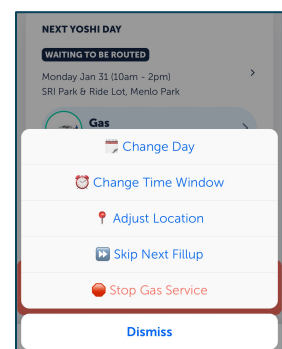 NEXT YOSHI DAY
WAITING TO BE ROUTED
Monday Jan 31 (10am - 2pm)
SRI Park & Ride Lot, Menlo Park
Gas
Change Day
Change Time Window
Adjust Location
Skip Next Fillup
Stop Gas Service
Dismiss